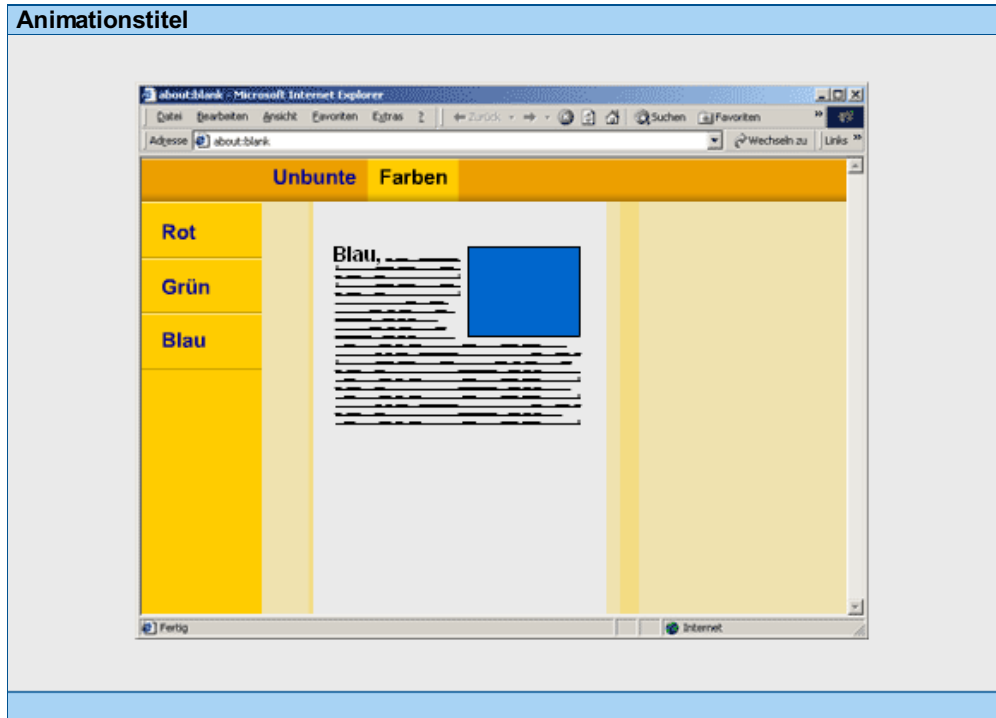 Animationstitel
about:blank - Microsoft Internet Explorer
Datei Bearbeiten Ansicht Favoriten Extras ? Zurück Suchen Favoriten »
Adresse about:blank Wechseln zu Links »
Unbunte Farben
Rot
Grün
Blau
Blau,
Fertig Internet